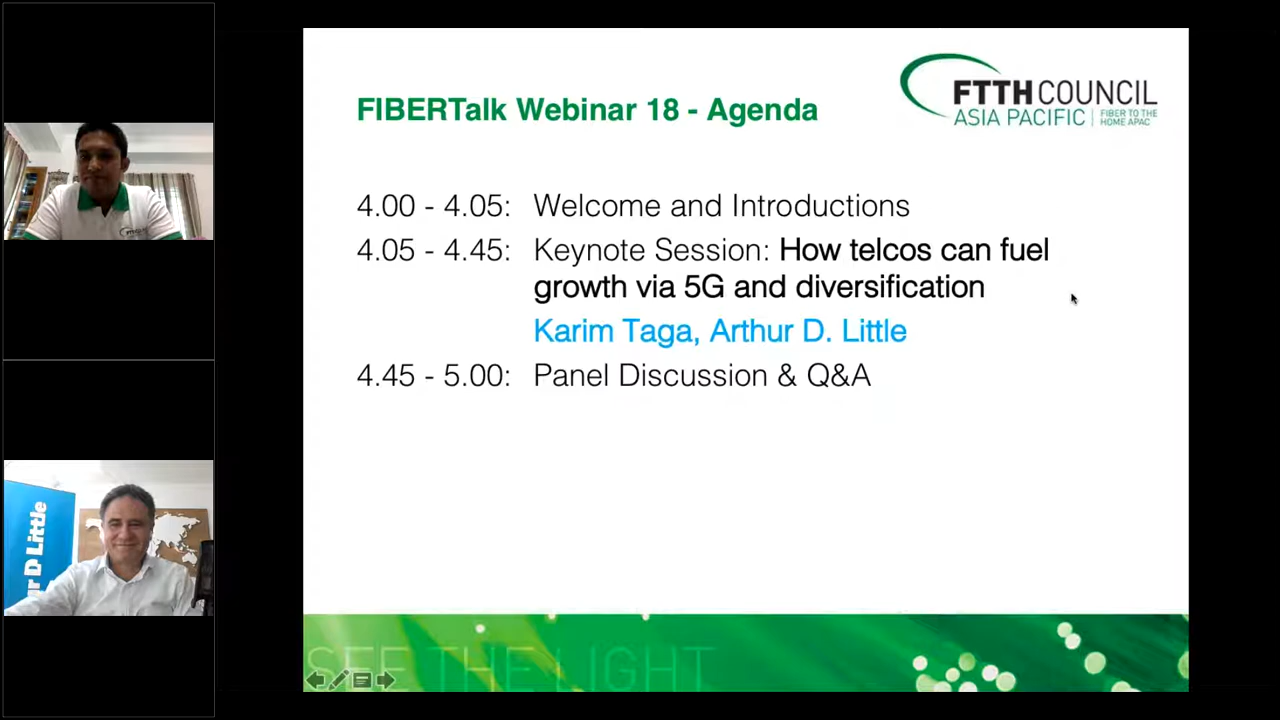 FIBERTalk Webinar 18 - Agenda
FTTH COUNCIL
ASIA PACIFIC
FIBER TO THE
HOME APAC
4.00 - 4.05: Welcome and Introductions
4.05 - 4.45: Keynote Session: How telcos can fuel
growth via 5G and diversification
Karim Taga, Arthur D. Little
4.45 - 5.00: Panel Discussion & Q&A
ur D Little
SEE THE LIGHT